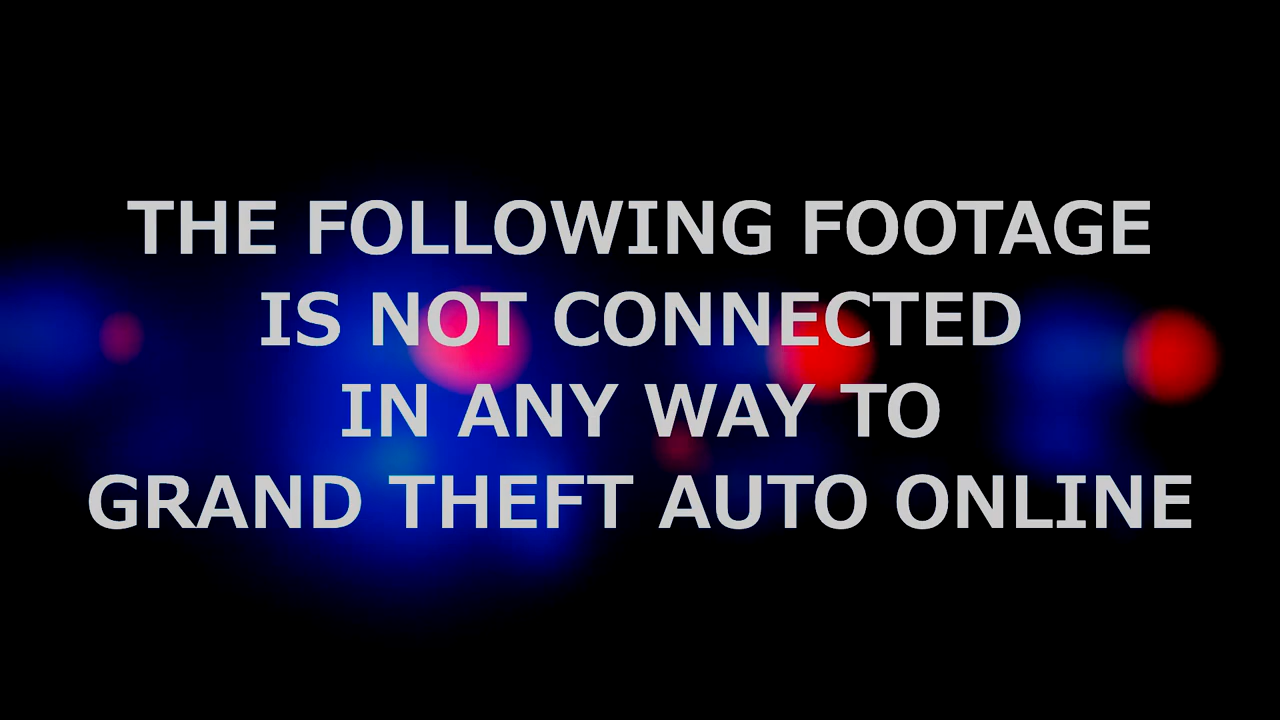 THE FOLLOWING FOOTAGE
IS NOT CONNECTED
IN ANY WAY TO
GRAND THEFT AUTO ONLINE